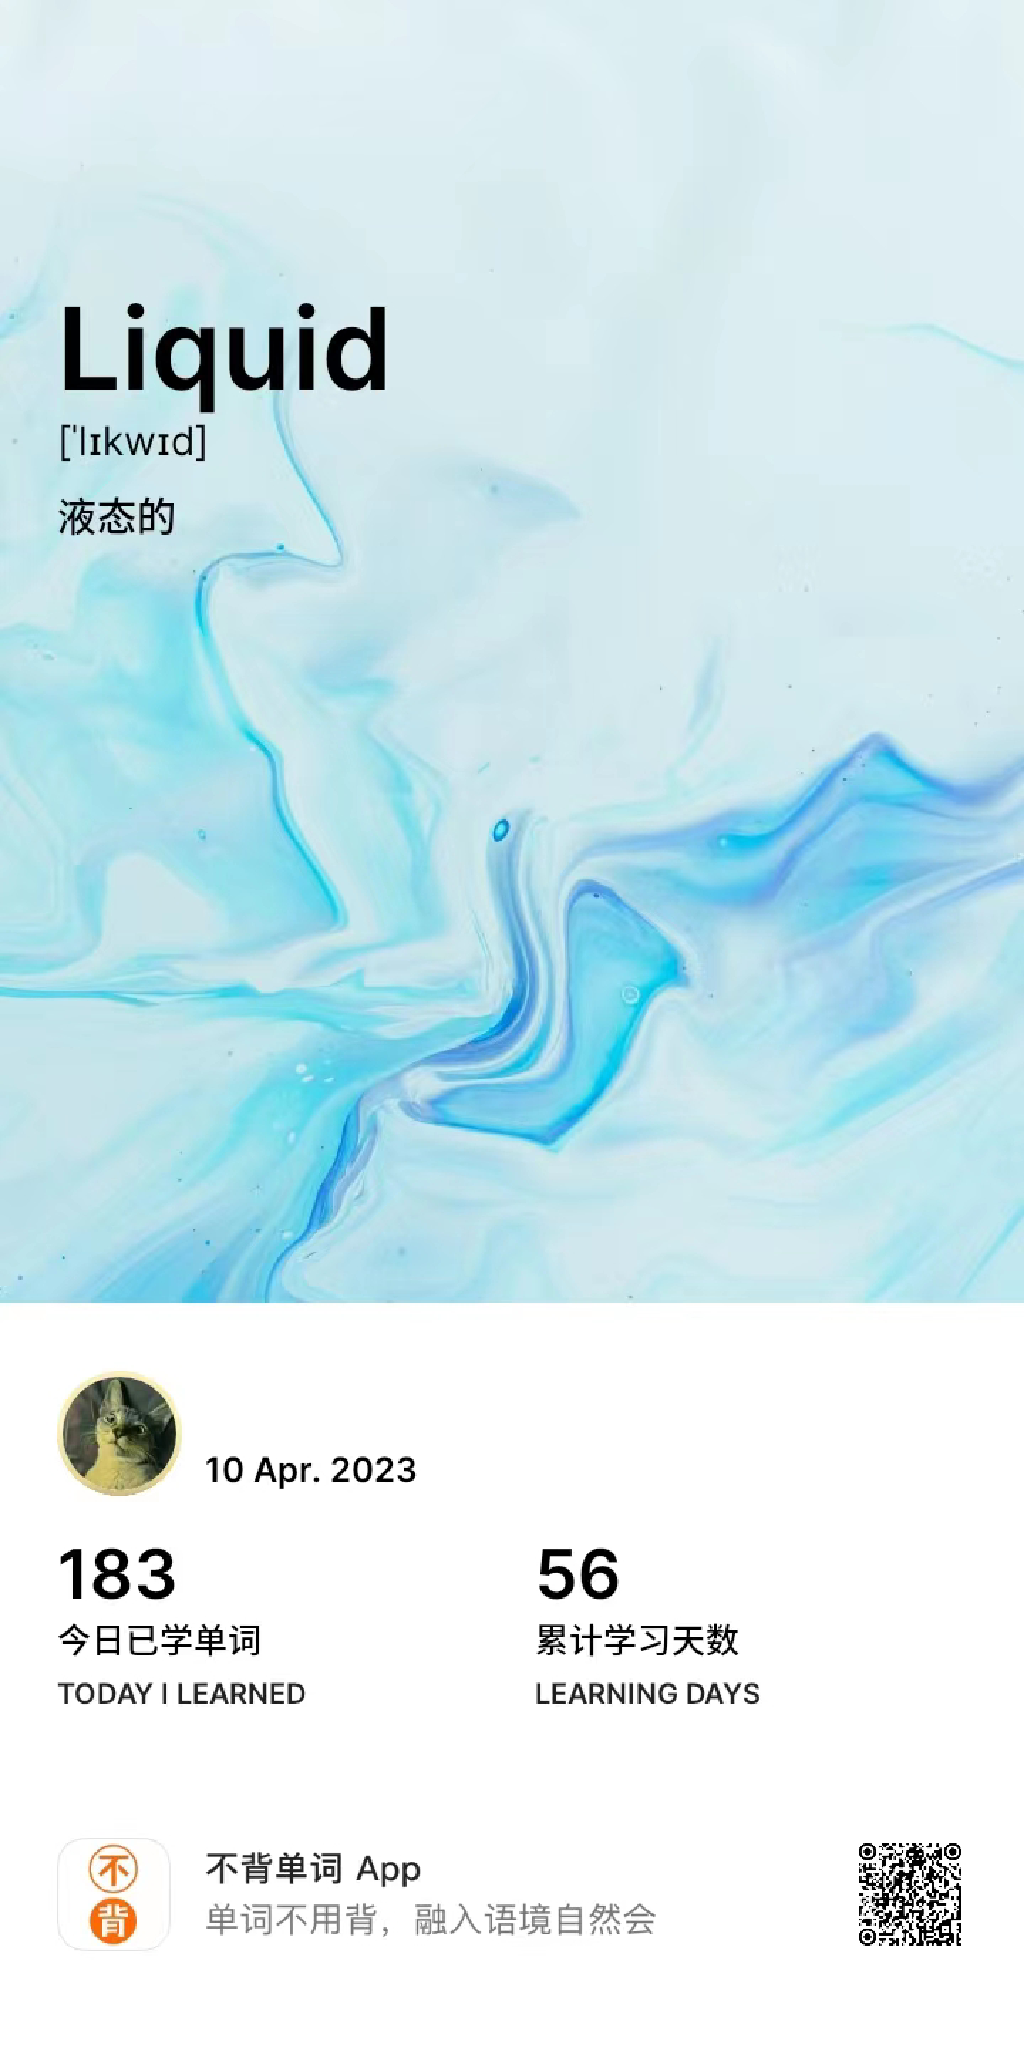 Liquid
[ˈlɪkwɪd]
液态的
10 Apr. 2023
183
今日已学单词
TODAY I LEARNED
56
累计学习天数
LEARNING DAYS
不
背
不背单词 App
单词不用背，融入语境自然会